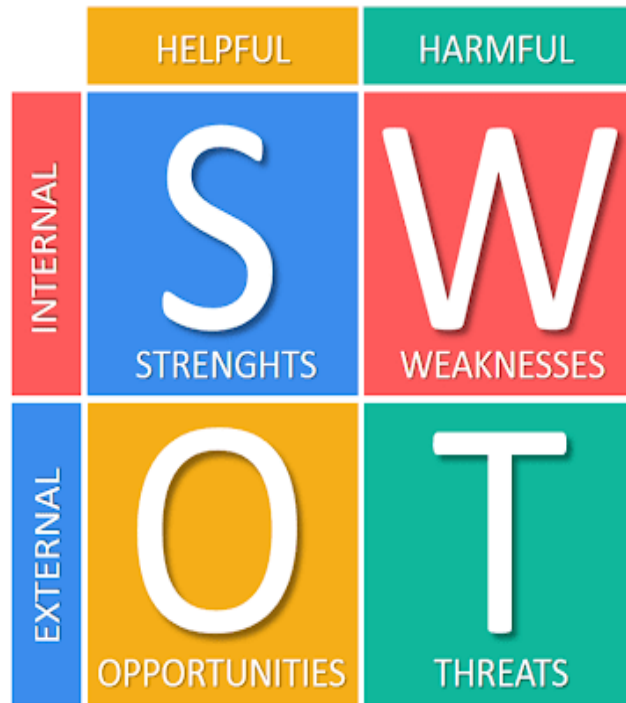 HELPFUL HARMFUL
INTERNAL
S W
STRENGHTS WEAKNESSES
EXTERNAL
O T
OPPORTUNITIES THREATS